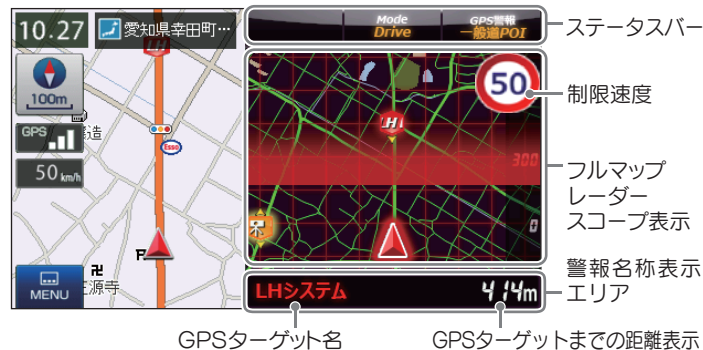 10.27
愛知県幸田町…
LH
100m
GPS
造
Esso
50 km/h
P
卍
MENU
源寺
Mode
Drive
GPS警報
一般道POI
50
LH
300
0
LHシステム
414m
ステータスバー
制限速度
フルマップ
レーダー
スコープ表示
警報名称表示
エリア
GPSターゲット名
GPSターゲットまでの距離表示